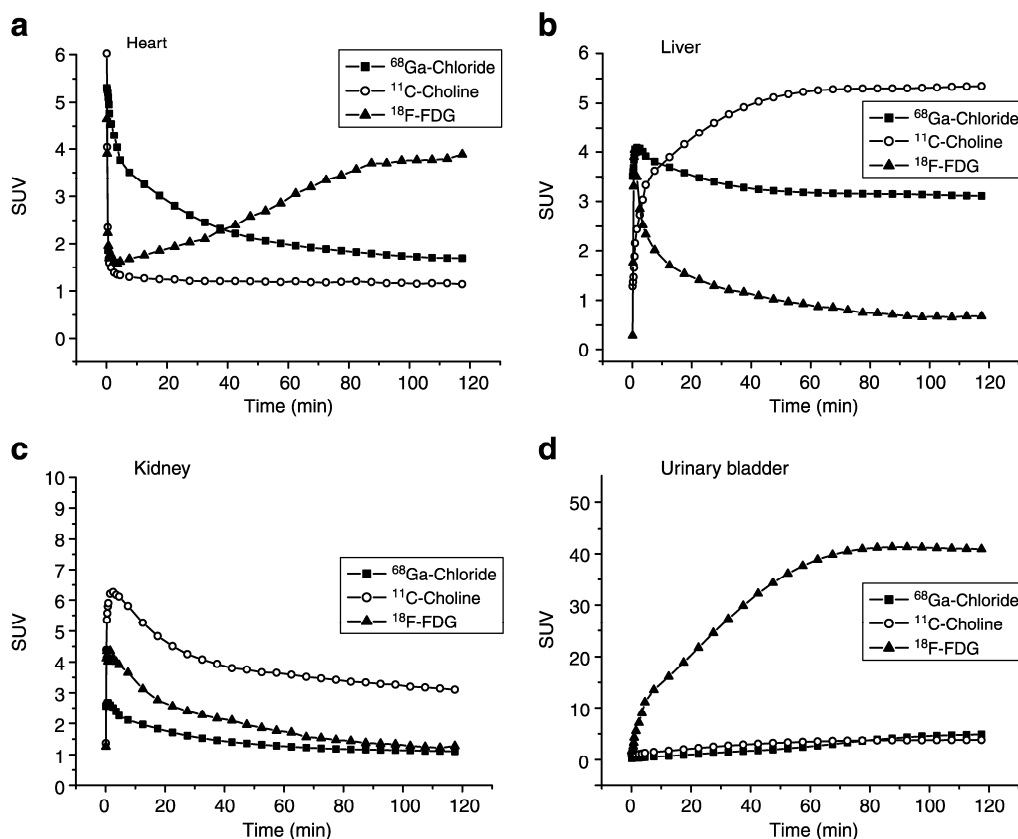 a
Heart
6
5
4
3
2
1
0
SUV
⁶⁸Ga-Chloride
¹¹C-Choline
¹⁸F-FDG
0 20 40 60 80 100 120
Time (min)
b
Liver
6
5
4
3
2
1
0
SUV
⁶⁸Ga-Chloride
¹¹C-Choline
¹⁸F-FDG
0 20 40 60 80 100 120
Time (min)
c
Kidney
10
9
8
7
6
5
4
3
2
1
0
SUV
⁶⁸Ga-Chloride
¹¹C-Choline
¹⁸F-FDG
0 20 40 60 80 100 120
Time (min)
d
Urinary bladder
50
40
30
20
10
0
SUV
⁶⁸Ga-Chloride
¹¹C-Choline
¹⁸F-FDG
0 20 40 60 80 100 120
Time (min)